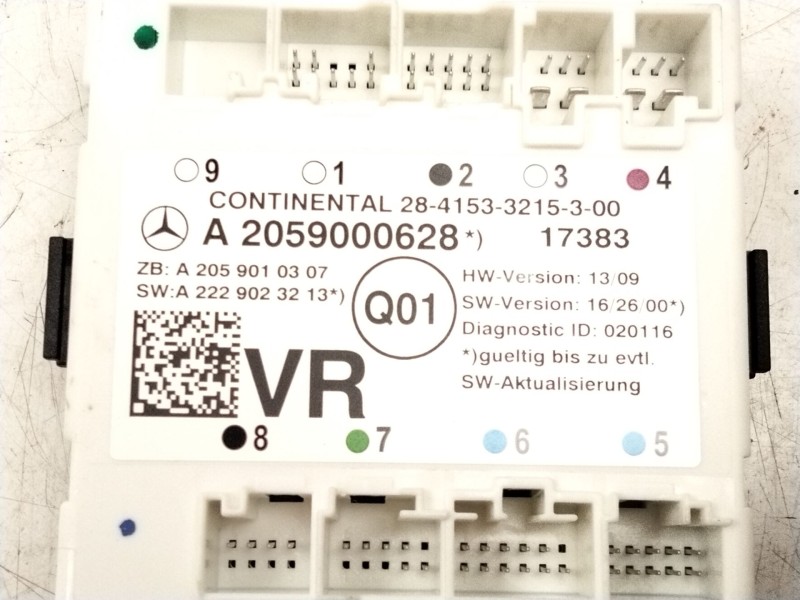 9 1 2 3 4
CONTINENTAL 28-4153-3215-3-00
A 2059000628 *) 17383
ZB: A 205 901 03 07
SW:A 222 902 32 13*)
Q01
HW-Version: 13/09
SW-Version: 16/26/00*)
Diagnostic ID: 020116
*)gueltig bis zu evtl.
SW-Aktualisierung
VR
8 7 6 5